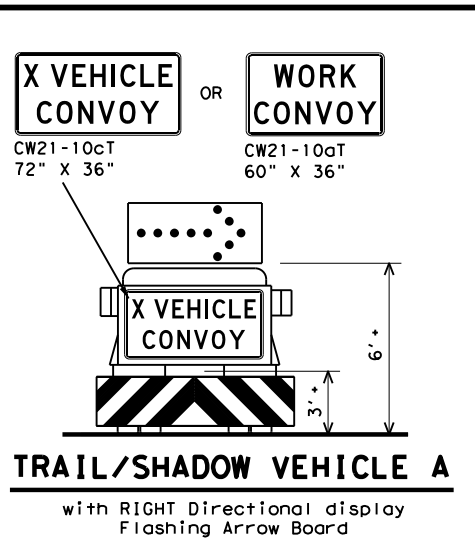 X VEHICLE
CONVOY
OR
WORK
CONVOY
CW21-10cT
72" X 36"
CW21-10aT
60" X 36"
X VEHICLE
CONVOY
6'+
3'+
TRAIL/SHADOW VEHICLE A
with RIGHT Directional display
Flashing Arrow Board